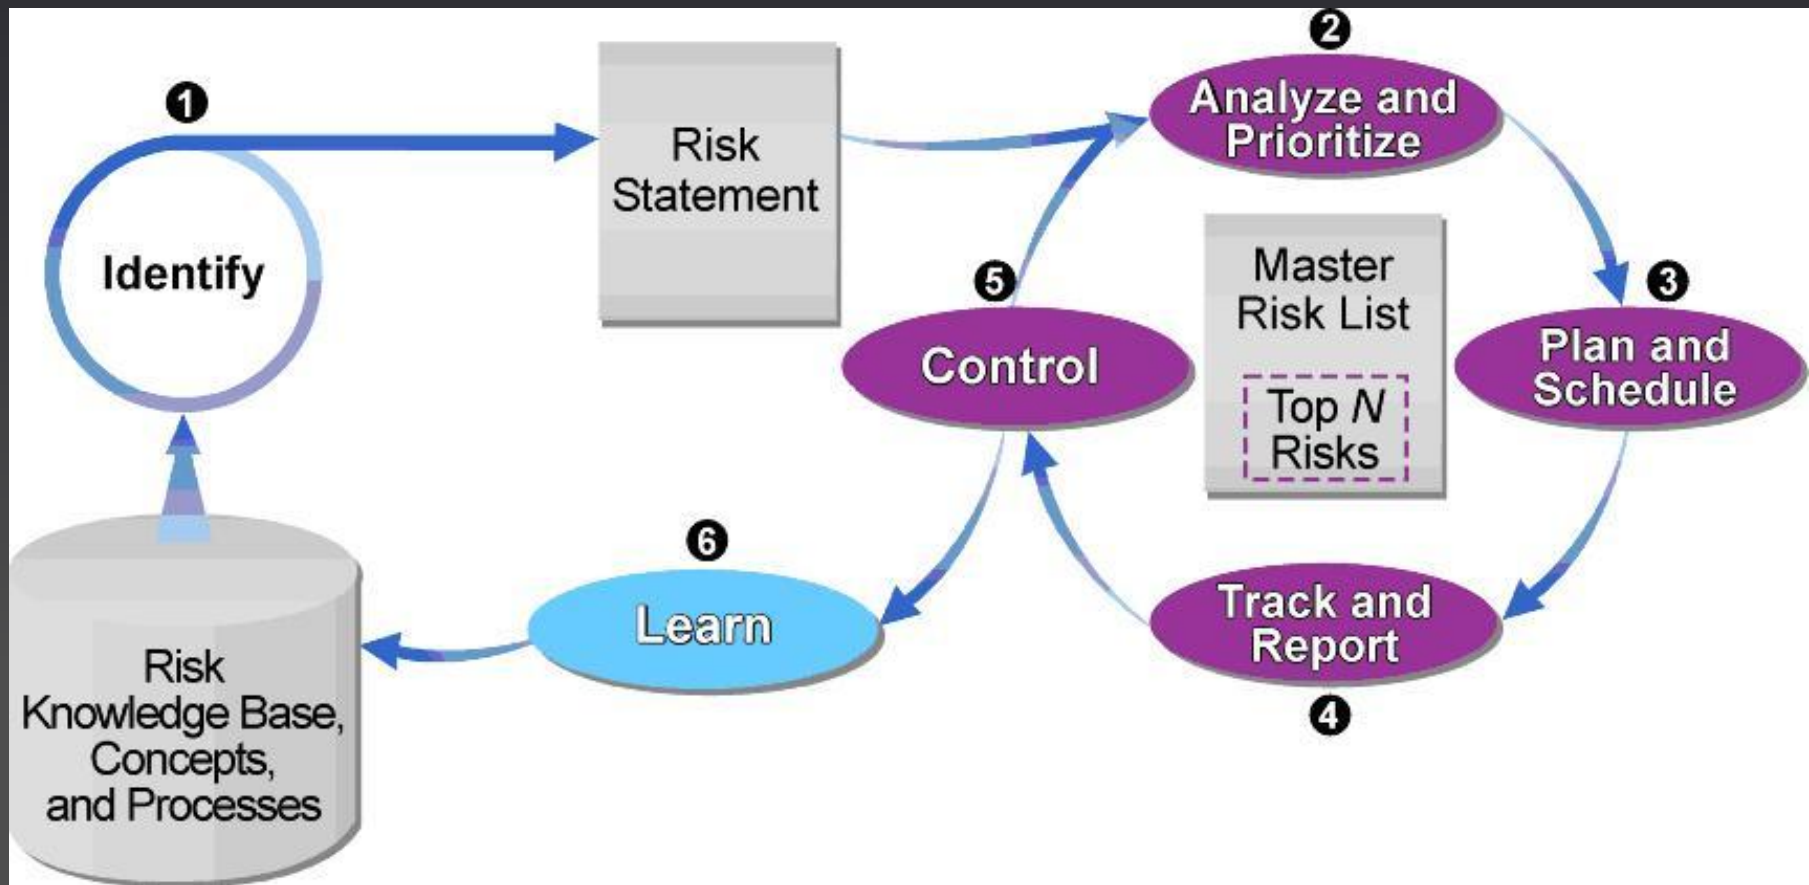 1
Identify
Risk
Statement
2
Analyze and
Prioritize
3
Plan and
Schedule
Master
Risk List
Top N
Risks
4
Track and
Report
5
Control
6
Learn
Risk
Knowledge Base,
Concepts,
and Processes